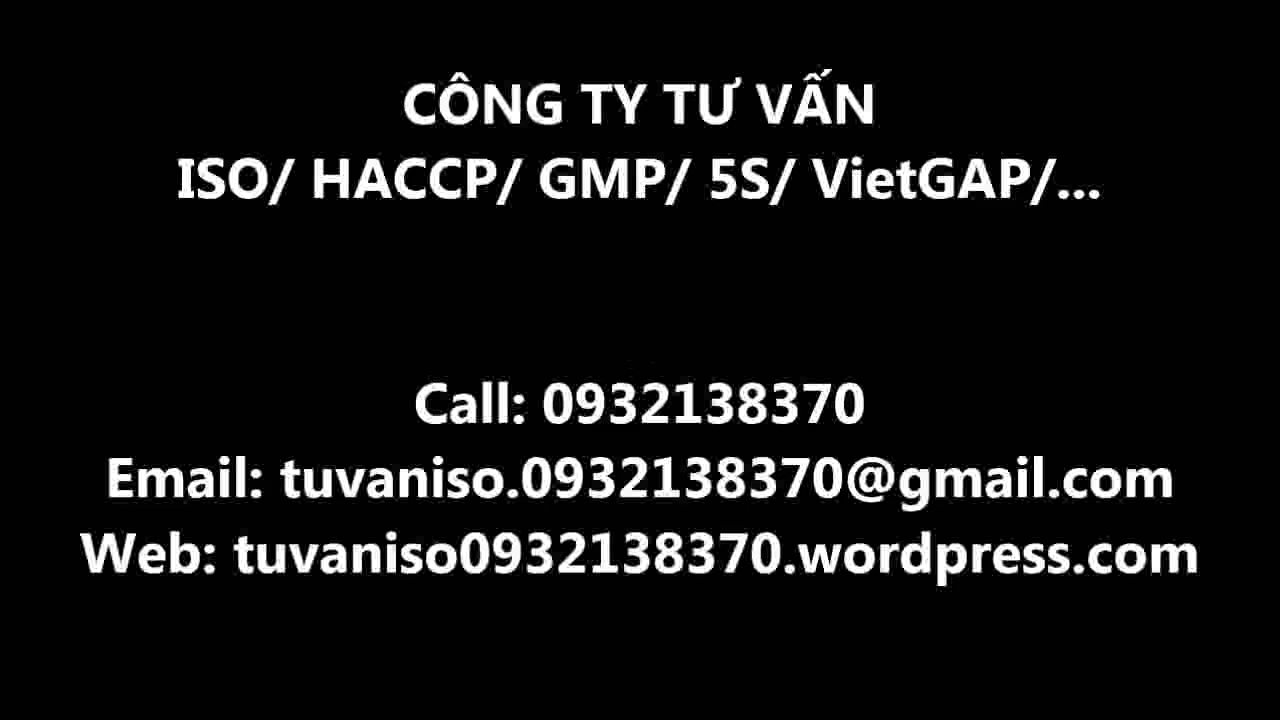 CÔNG TY TƯ VẤN
ISO/ HACCP/ GMP/ 5S/ VietGAP/...
Call: 0932138370
Email: tuvaniso.0932138370@gmail.com
Web: tuvaniso0932138370.wordpress.com